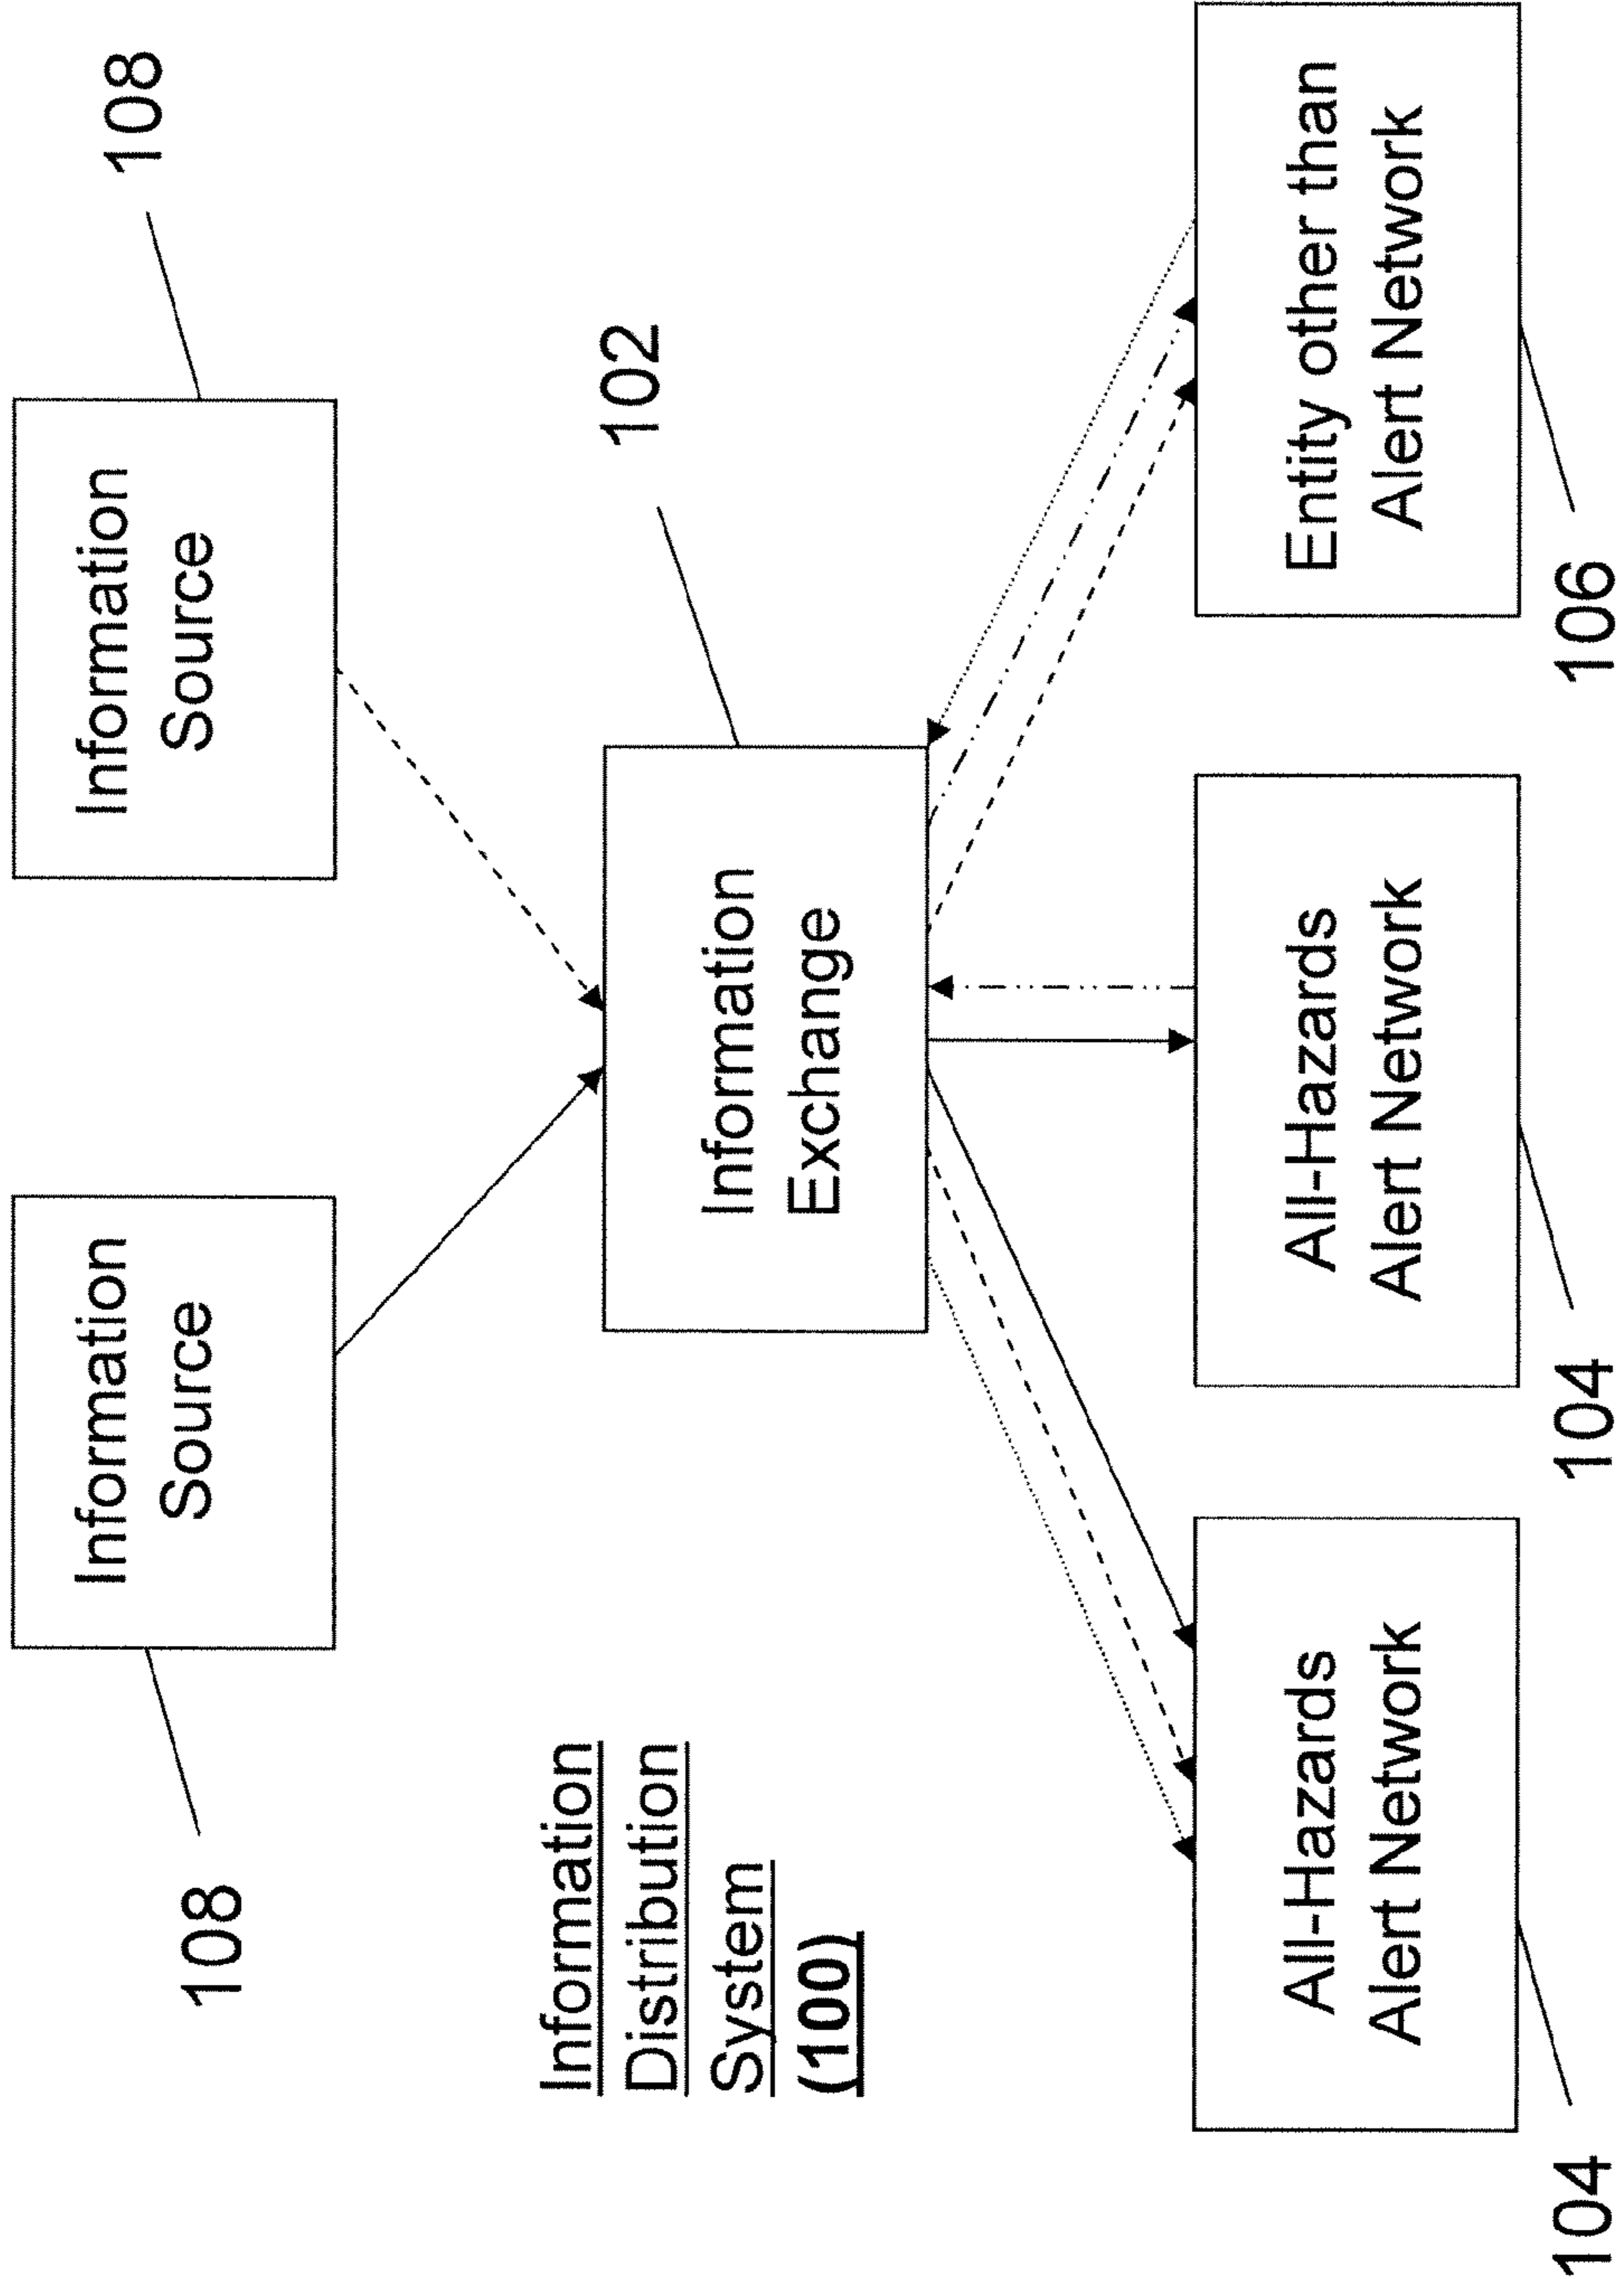 108
Information
Source
Information
Source
108
Information
Distribution
System
(100)
Information
Exchange
102
All-Hazards
Alert Network
104
All-Hazards
Alert Network
104
Entity other than
Alert Network
106